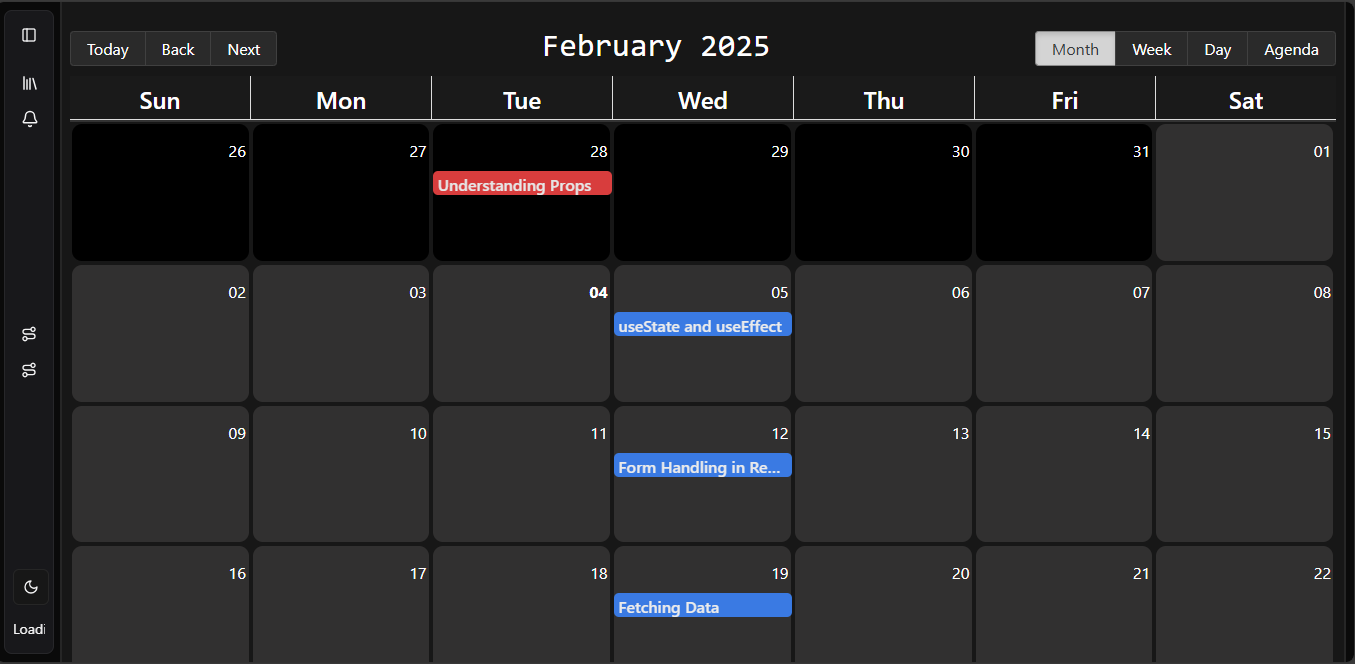 Today Back Next
February 2025
Month Week Day Agenda
Sun Mon Tue Wed Thu Fri Sat
26 27 28 29 30 31 01
Understanding Props
02 03 04 05 06 07 08
useState and useEffect
09 10 11 12 13 14 15
Form Handling in Re...
16 17 18 19 20 21 22
Fetching Data
Loadi